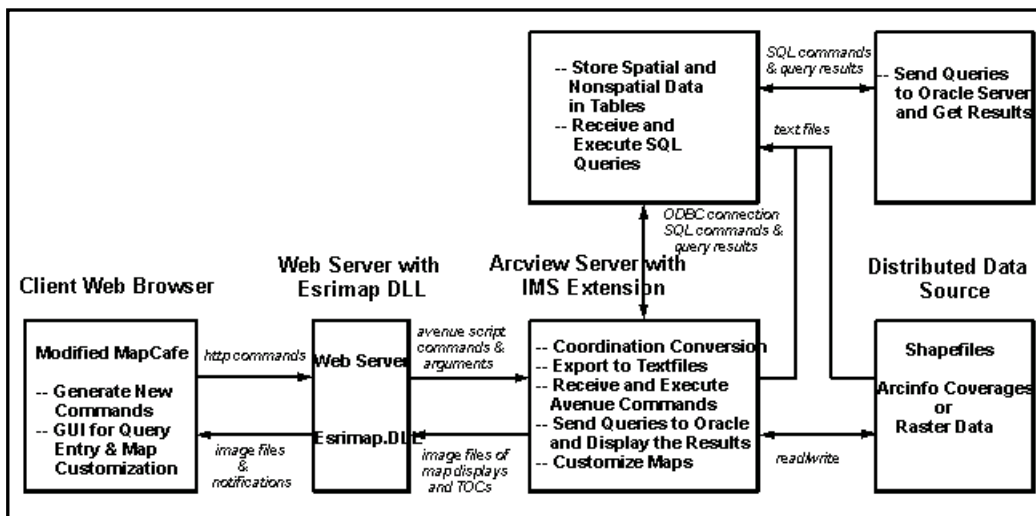 -- Store Spatial and
Nonspatial Data
in Tables
-- Receive and
Execute SQL
Queries
SQL commands
& query results
-- Send Queries
to Oracle Server
and Get Results
text files
ODBC connection
SQL commands &
query results
Client Web Browser
Web Server with
Esrimap DLL
Arcview Server with
IMS Extension
Distributed Data
Source
Modified MapCafe
-- Generate New
Commands
-- GUI for Query
Entry & Map
Customization
http commands
image files
&
notifications
Web Server
Esrimap.DLL
avenue script
commands &
arguments
image files of
map displays
and TOCs
-- Coordination Conversion
-- Export to Textfiles
-- Receive and Execute
Avenue Commands
-- Send Queries to Oracle
and Display the Results
-- Customize Maps
read/write
Shapefiles
Arcinfo Coverages
or
Raster Data